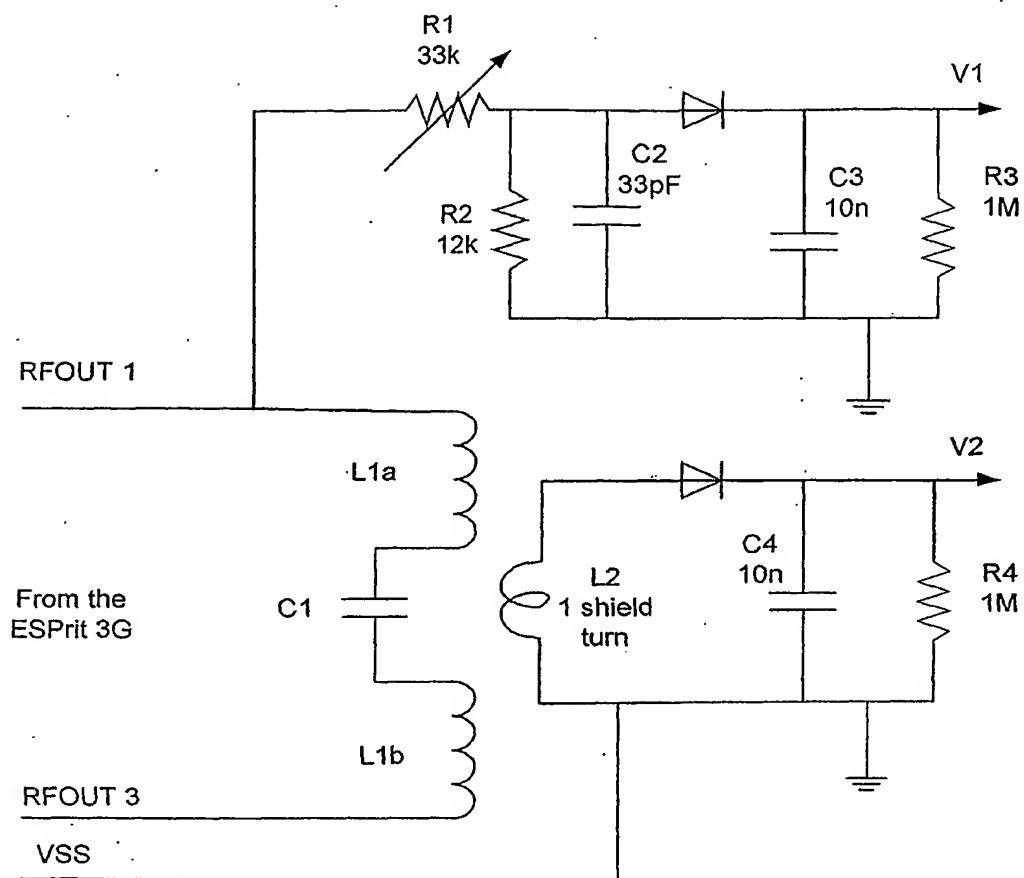 R1
33k
V1
C2
33pF
C3
10n
R3
1M
R2
12k
RFOUT 1
V2
L1a
C4
10n
L2
1 shield
turn
R4
1M
From the
ESPrit 3G
C1
L1b
RFOUT 3
VSS